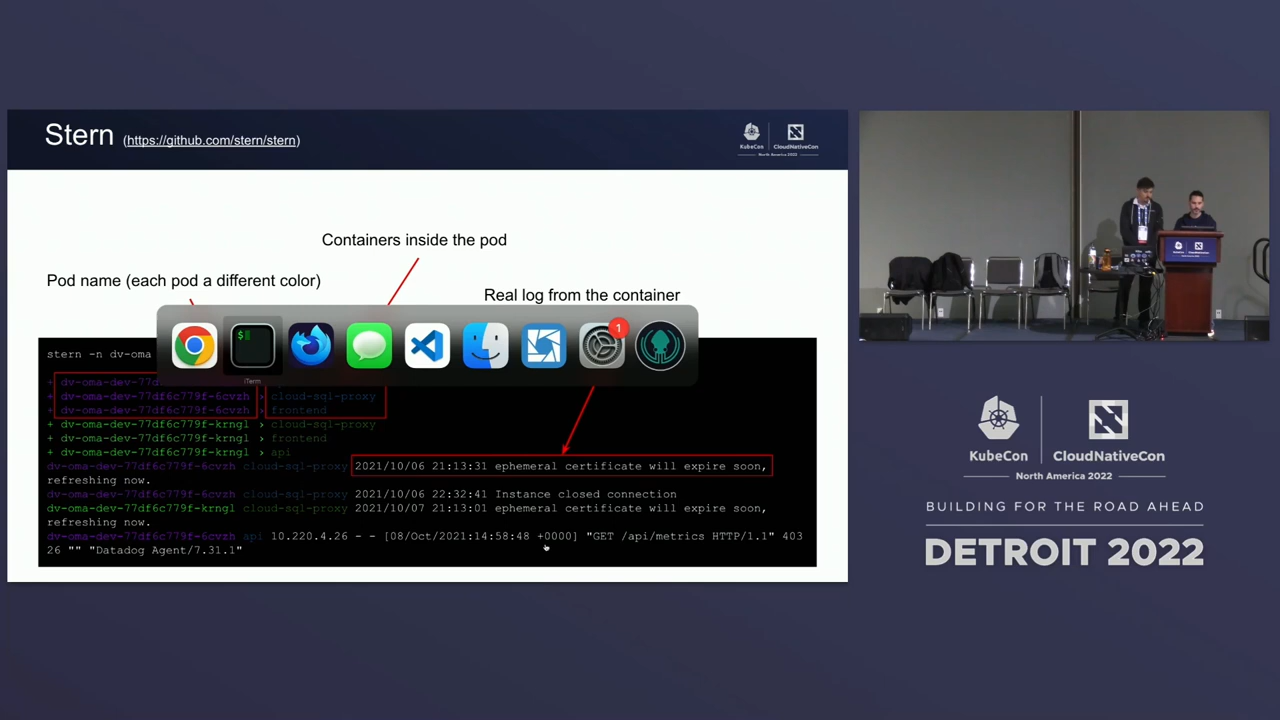 Stern (https://github.com/stern/stern)
KubeCon
CloudNativeCon
North America 2022
Containers inside the pod
Pod name (each pod a different color)
Real log from the container
1
$
iTerm
stern -n dv-oma
+ dv-oma-dev-77df
+ dv-oma-dev-77df6c779f-6cvzh › cloud-sql-proxy
+ dv-oma-dev-77df6c779f-6cvzh › frontend
+ dv-oma-dev-77df6c779f-krngl › cloud-sql-proxy
+ dv-oma-dev-77df6c779f-krngl › frontend
+ dv-oma-dev-77df6c779f-krngl › api
dv-oma-dev-77df6c779f-6cvzh cloud-sql-proxy 2021/10/06 21:13:31 ephemeral certificate will expire soon,
refreshing now.
dv-oma-dev-77df6c779f-6cvzh cloud-sql-proxy 2021/10/06 22:32:41 Instance closed connection
dv-oma-dev-77df6c779f-krngl cloud-sql-proxy 2021/10/07 21:13:01 ephemeral certificate will expire soon,
refreshing now.
dv-oma-dev-77df6c779f-6cvzh api 10.220.4.26 - - [08/Oct/2021:14:58:48 +0000] "GET /api/metrics HTTP/1.1" 403
26 "" "Datadog Agent/7.31.1"
KubeCon
CloudNativeCon
North America 2022
BUILDING FOR THE ROAD AHEAD
DETROIT 2022